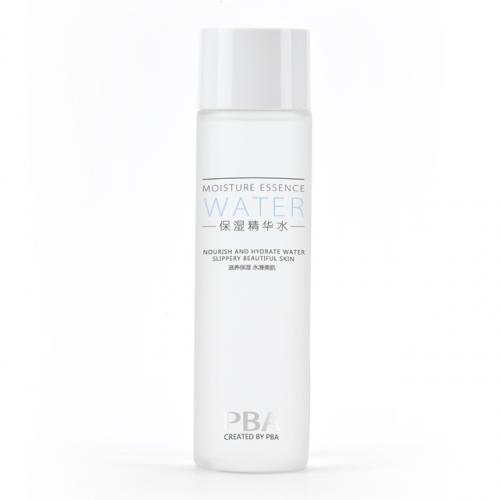 MOISTURE ESSENCE
WATER
保湿精华水
NOURISH AND HYDRATE WATER
SLIPPERY BEAUTIFUL SKIN
滋养保湿 水滑美肌
PBA
CREATED BY PBA